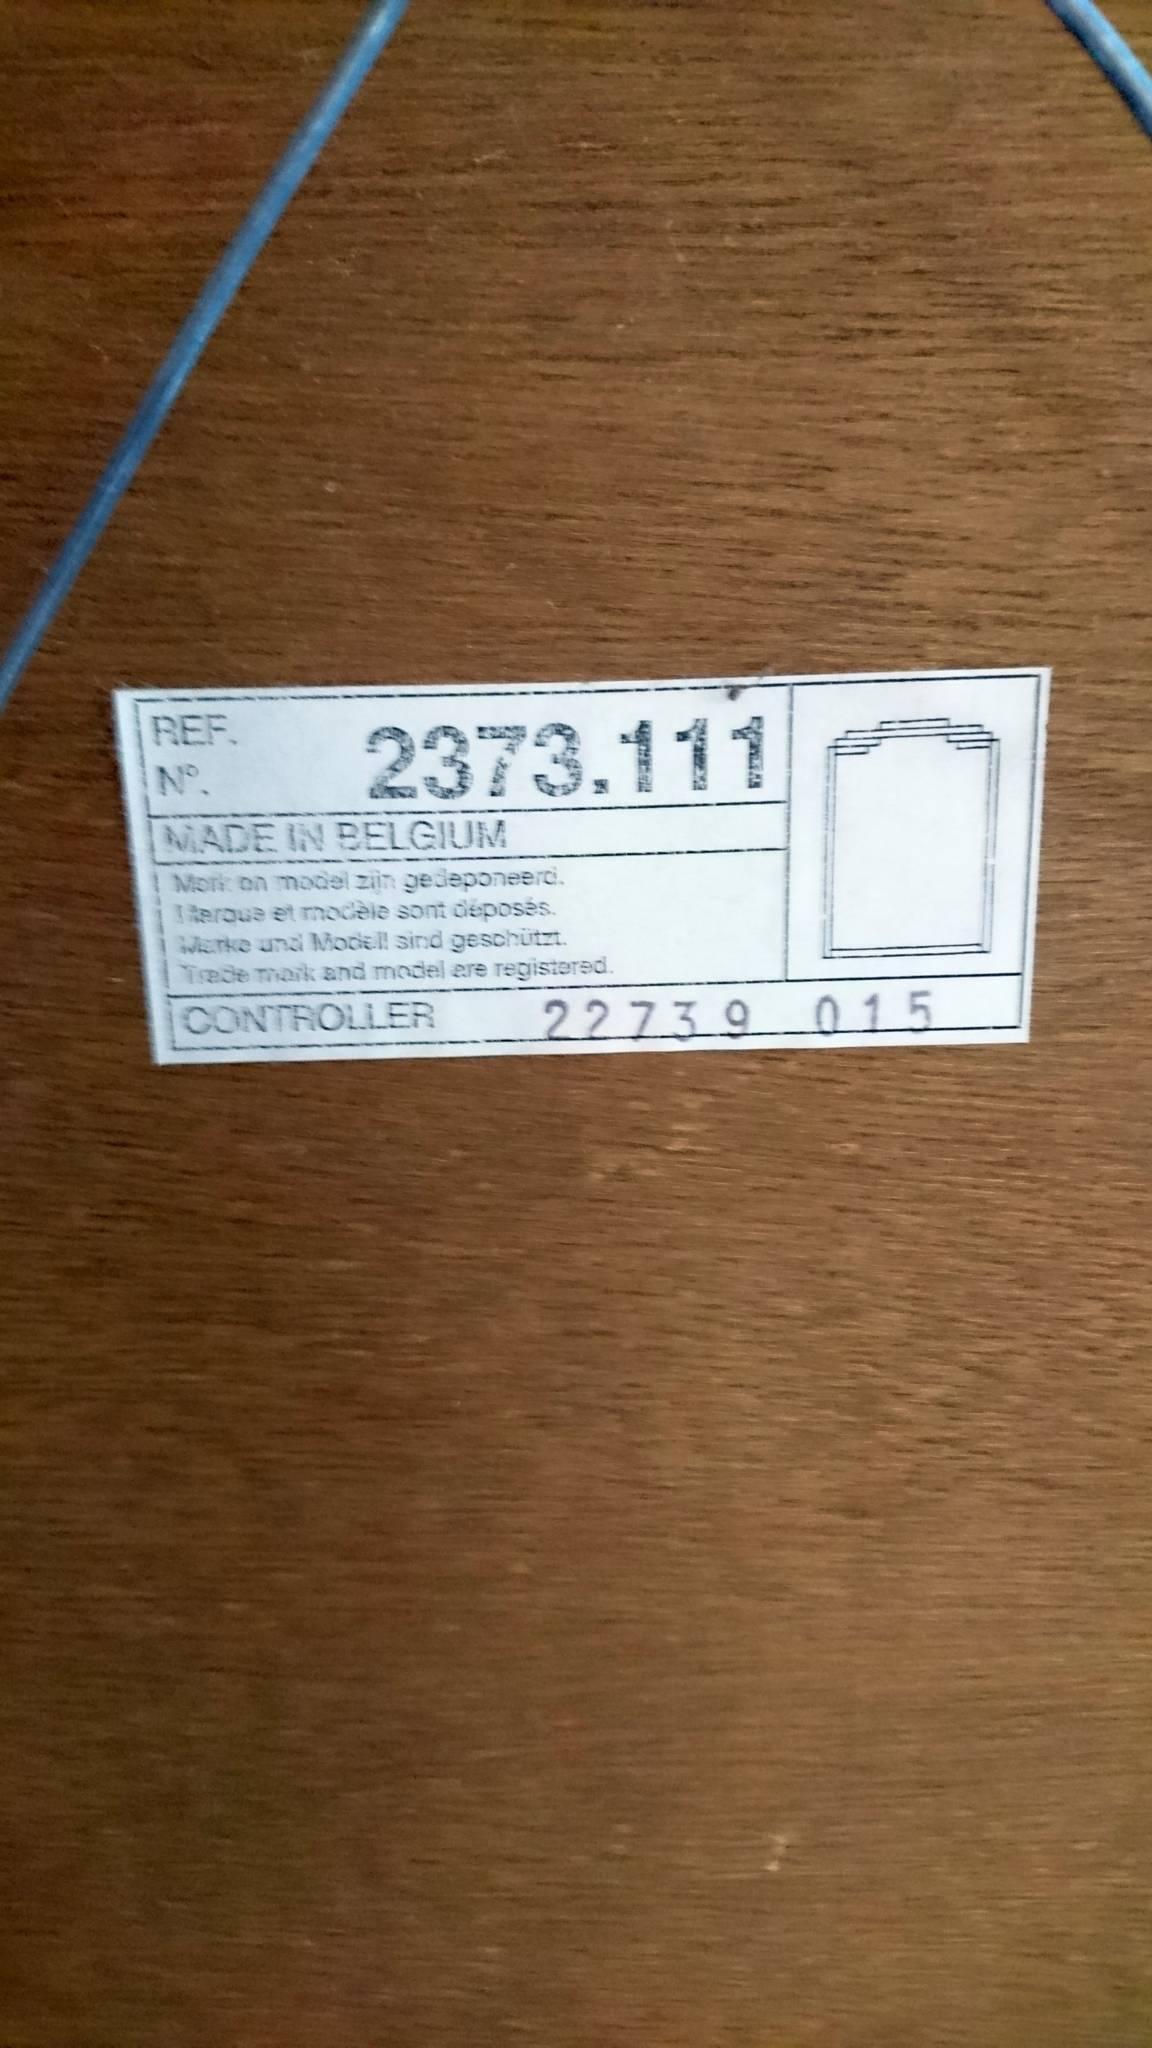 REF.
N°. 2373.111
MADE IN BELGIUM
Merk en model zijn gedeponeerd.
Marque et modèle sont déposés.
Marke und Modell sind geschützt.
Trade mark and model are registered.
CONTROLLER 22739 015